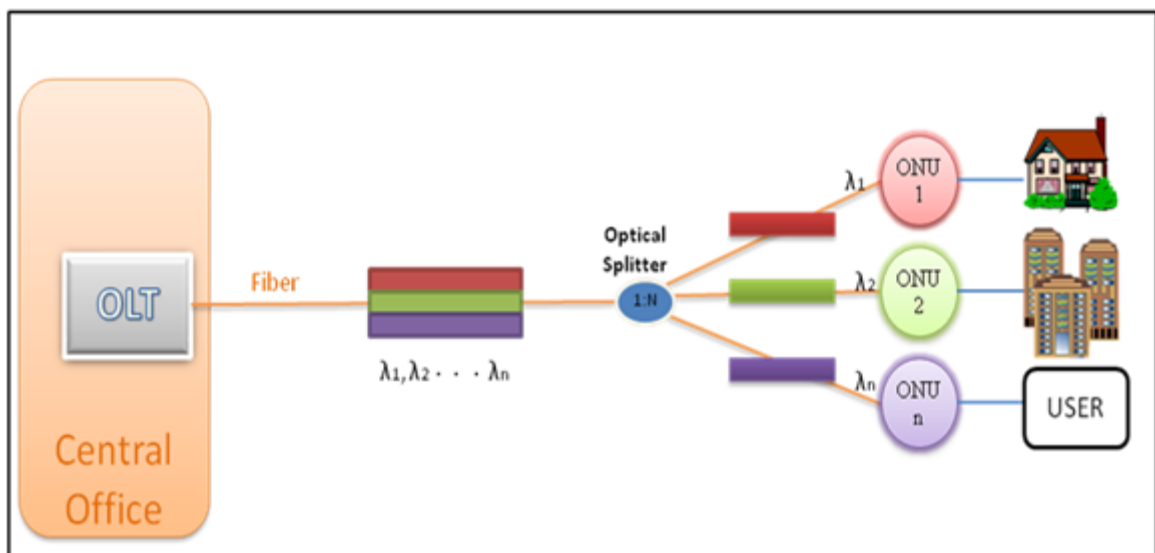 OLT
Central
Office
Fiber
λ1,λ2 · · · λn
Optical
Splitter
1:N
λ1
ONU
1
λ2
ONU
2
λn
ONU
n
USER